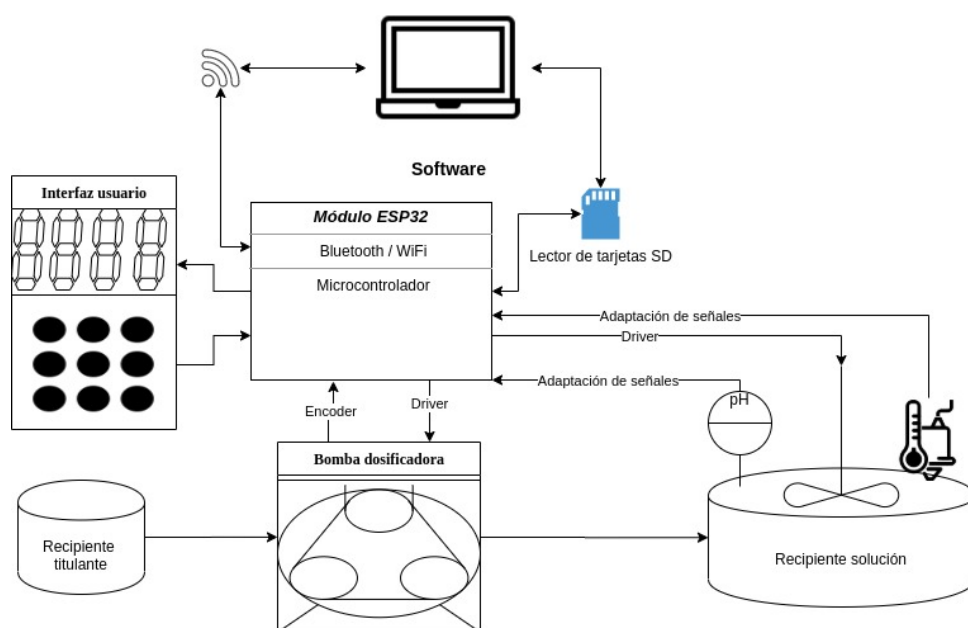 Software
Interfaz usuario
Módulo ESP32
Bluetooth / WiFi
Microcontrolador
Lector de tarjetas SD
Adaptación de señales
Driver
Adaptación de señales
pH
Encoder
Driver
Bomba dosificadora
Recipiente
titulante
Recipiente solución